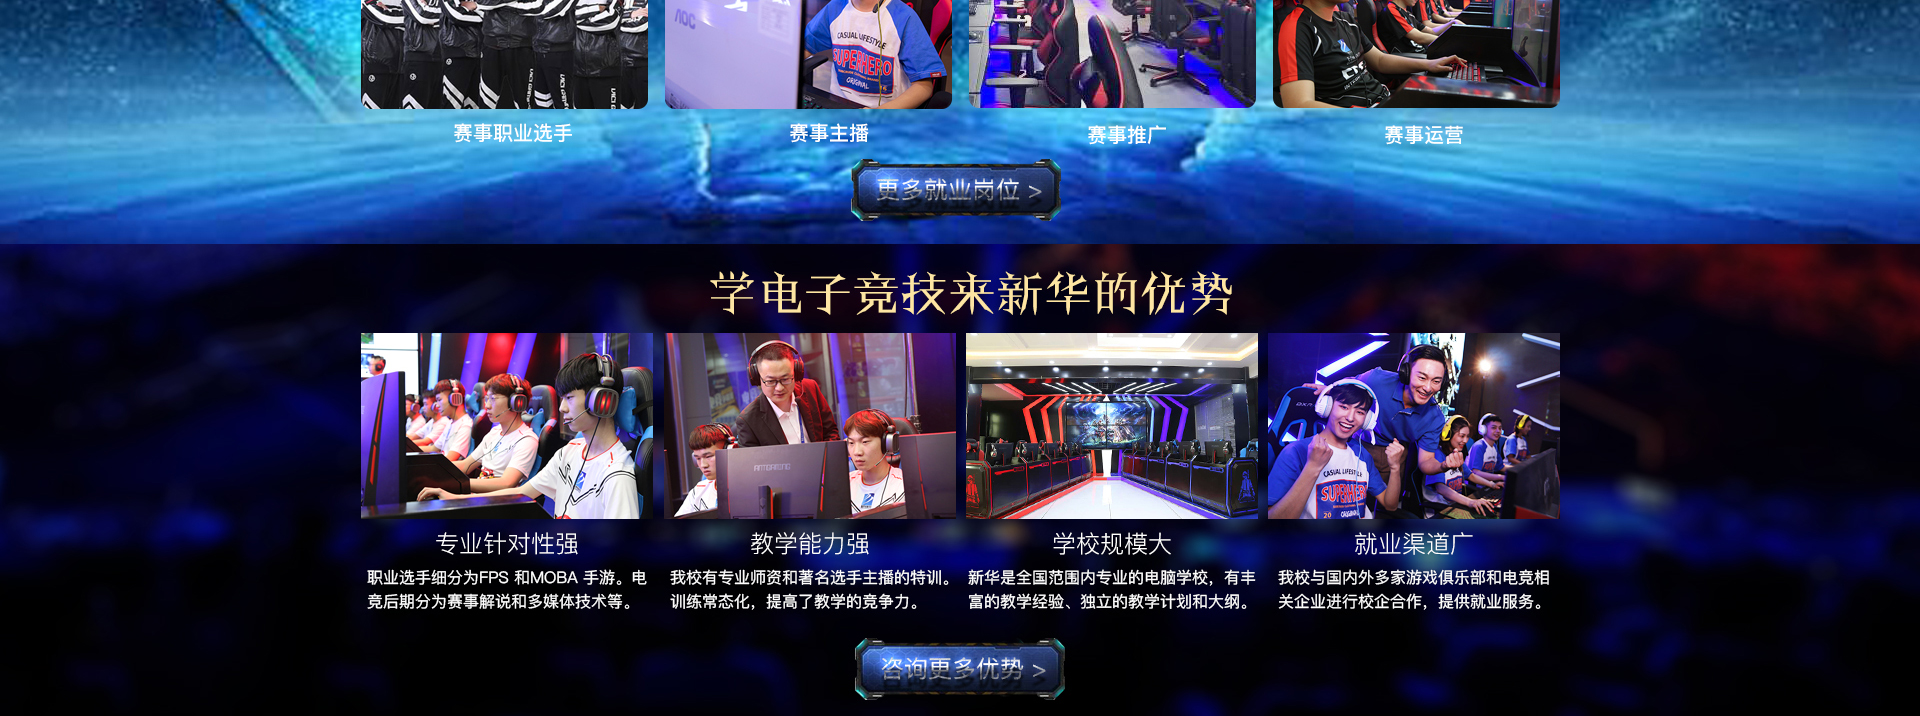 AOC
CASUAL LIFESTYLE
SUPERHERO
ORIGINAL
赛事职业选手
赛事主播
赛事推广
赛事运营
更多就业岗位 >
学电子竞技来新华的优势
CASUAL LIFESTYLE
SUPERHERO
ORIGINAL
20
专业针对性强
职业选手细分为FPS 和MOBA 手游。电
竞后期分为赛事解说和多媒体技术等。
教学能力强
我校有专业师资和著名选手主播的特训。
训练常态化，提高了教学的竞争力。
学校规模大
新华是全国范围内专业的电脑学校，有丰
富的教学经验、独立的教学计划和大纲。
就业渠道广
我校与国内外多家游戏俱乐部和电竞相
关企业进行校企合作，提供就业服务。
咨询更多优势 >